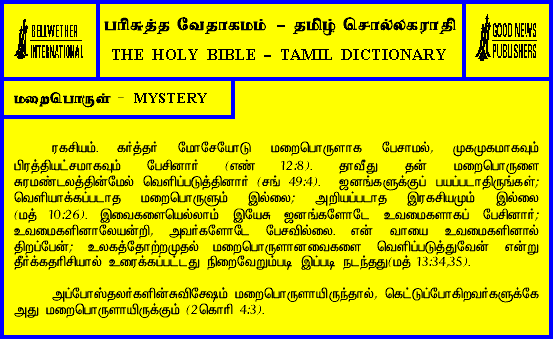 BELLWETHER
INTERNATIONAL
பரிசுத்த வேதாகமம் - தமிழ் சொல்லகராதி
THE HOLY BIBLE - TAMIL DICTIONARY
GOOD NEWS
PUBLISHERS
மறைபொருள் - MYSTERY
ரகசியம். கர்த்தர் மோசேயோடு மறைபொருளாக பேசாமல், முகமுகமாகவும்
பிரத்தியட்சமாகவும் பேசினார் (எண் 12:8). தாவீது தன் மறைபொருளை
சுரமண்டலத்தின்மேல் வெளிப்படுத்தினார் (சங் 49:4). ஜனங்களுக்குப் பயப்படாதிருங்கள்;
வெளியாக்கப்படாத மறைபொருளும் இல்லை; அறியப்படாத இரகசியமும் இல்லை
(மத் 10:26). இவைகளையெல்லாம் இயேசு ஜனங்களோடே உவமைகளாகப் பேசினார்;
உவமைகளினாலேயன்றி, அவர்களோடே பேசவில்லை. என் வாயை உவமைகளினால்
திறப்பேன்; உலகத்தோற்றமுதல் மறைபொருளானவைகளை வெளிப்படுத்துவேன் என்று
தீர்க்கதரிசியால் உரைக்கப்பட்டது நிறைவேறும்படி இப்படி நடந்தது(மத் 13:34,35).
அப்போஸ்தலர்களின்சுவிசேஷம் மறைபொருளாயிருந்தால், கெட்டுப்போகிறவர்களுக்கே
அது மறைபொருளாயிருக்கும் (2கொரி 4:3).